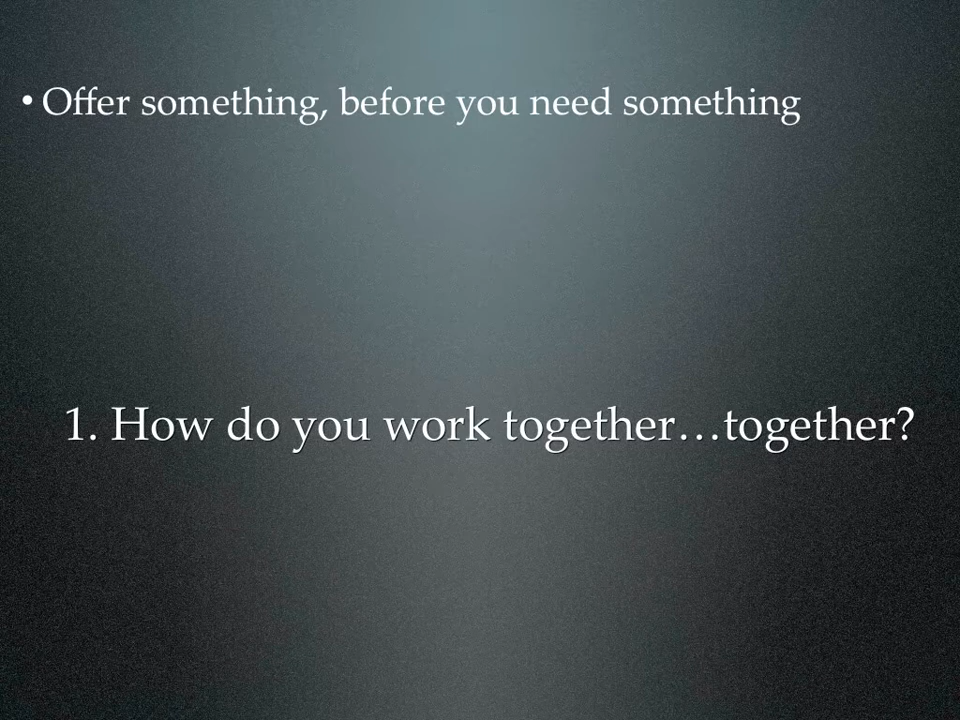 • Offer something, before you need something
1. How do you work together…together?